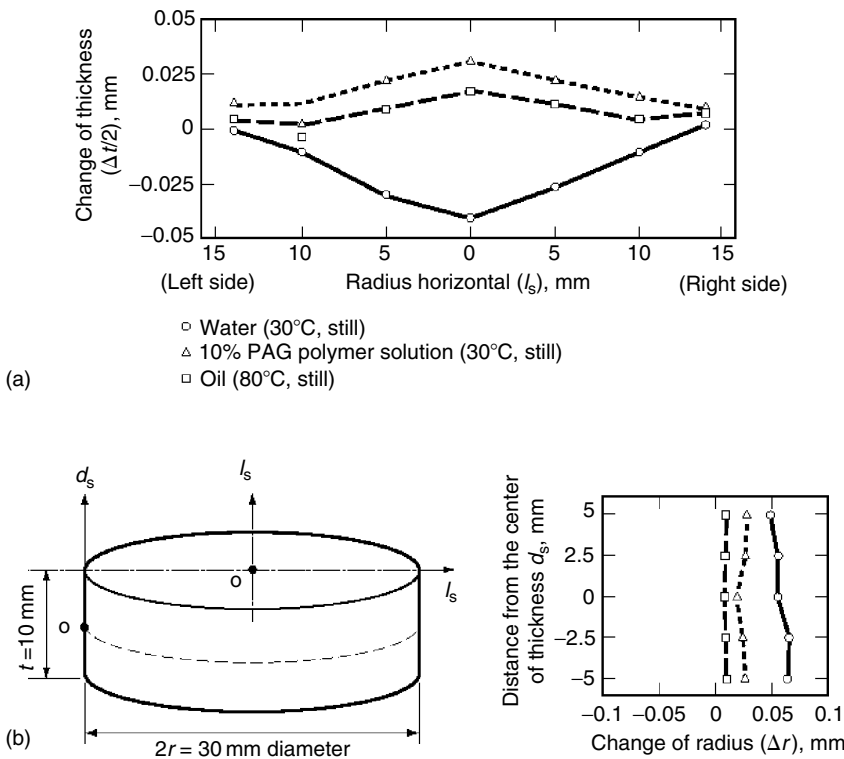 Change of thickness
(Δt/2), mm
0.05
0.025
0
−0.025
−0.05
15
10
5
0
5
10
15
(Left side)
Radius horizontal (lₛ), mm
(Right side)
Water (30°C, still)
10% PAG polymer solution (30°C, still)
Oil (80°C, still)
(a)
dₛ
lₛ
o
lₛ
o
t = 10 mm
2r = 30 mm diameter
(b)
Distance from the center
of thickness dₛ, mm
5
2.5
0
−2.5
−5
−0.1
−0.05
0
0.05
0.1
Change of radius (Δr), mm